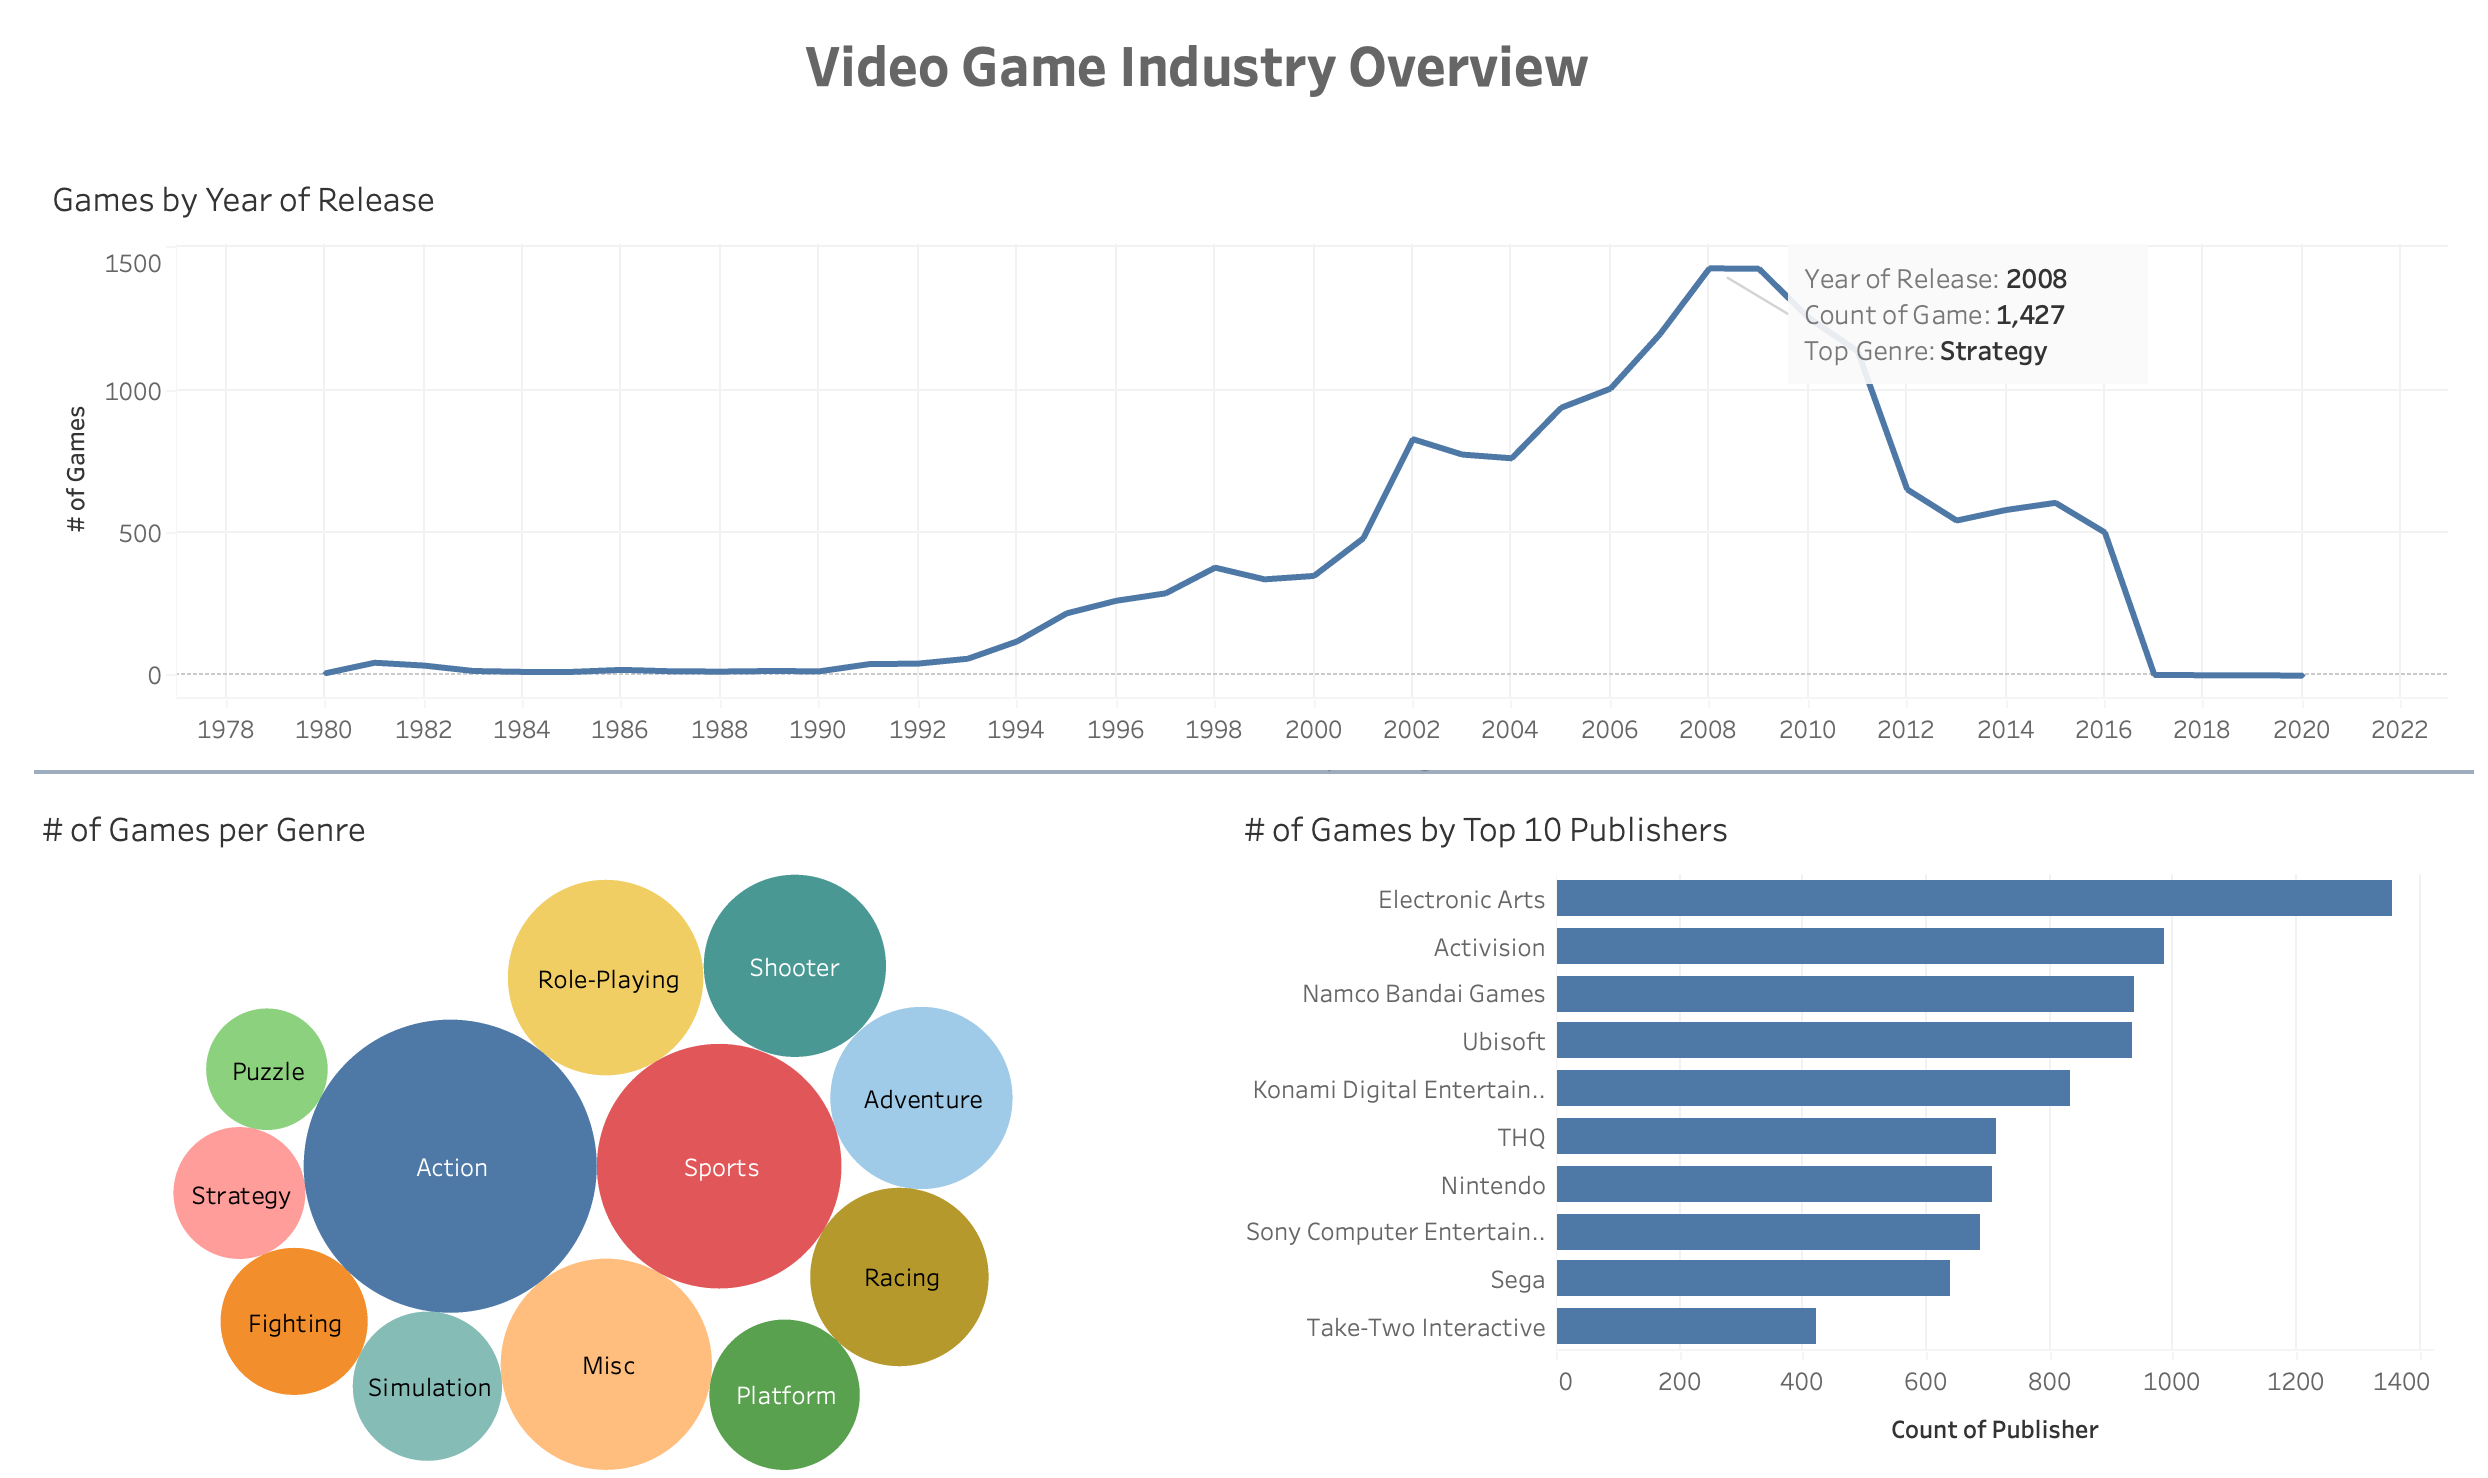 Video Game Industry Overview
Games by Year of Release
# of Games
1500
1000
500
0
Year of Release: 2008
Count of Game: 1,427
Top Genre: Strategy
1978 1980 1982 1984 1986 1988 1990 1992 1994 1996 1998 2000 2002 2004 2006 2008 2010 2012 2014 2016 2018 2020 2022
# of Games per Genre
Role-Playing
Shooter
Puzzle
Adventure
Action
Sports
Strategy
Racing
Fighting
Simulation
Misc
Platform
# of Games by Top 10 Publishers
Electronic Arts
Activision
Namco Bandai Games
Ubisoft
Konami Digital Entertain..
THQ
Nintendo
Sony Computer Entertain..
Sega
Take-Two Interactive
0 200 400 600 800 1000 1200 1400
Count of Publisher